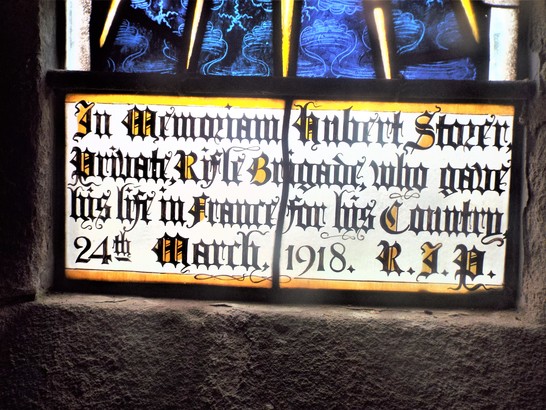 In Memoriam Hubert Storer,
Private, Rifle Brigade, who gave
his life in France for his Country,
24th March, 1918. R.I.P.